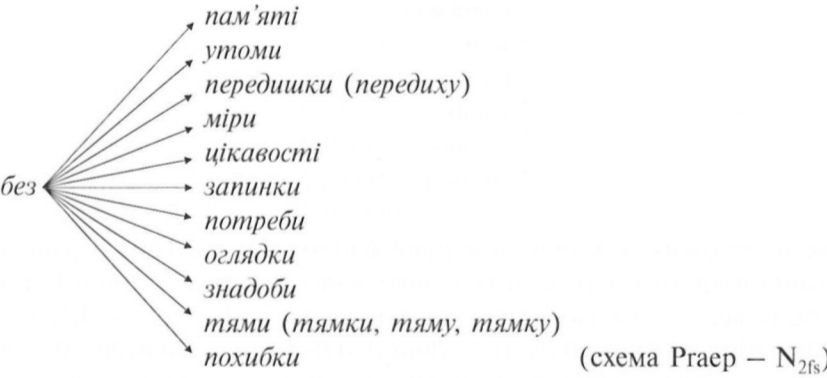 пам’яті
утоми
передишки (передиху)
міри
цікавості
без запинки
потреби
оглядки
знадоби
тями (тямки, тяму, тямку)
похибки (схема Praep – N2fs)